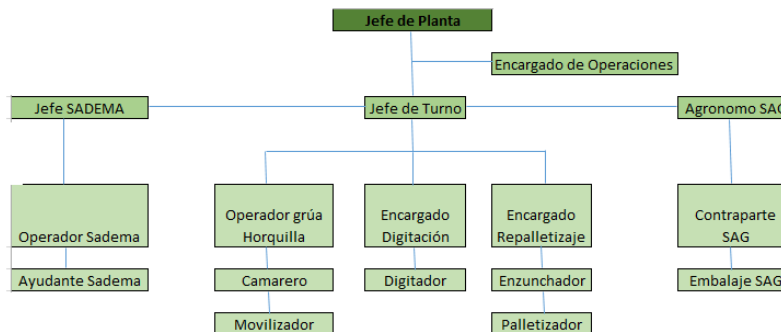 Jefe de Planta
Encargado de Operaciones
Jefe SADEMA
Jefe de Turno
Agronomo SAG
Operador Sadema
Operador grúa
Horquilla
Encargado
Digitación
Encargado
Repalletizaje
Contraparte
SAG
Ayudante Sadema
Camarero
Digitador
Enzunchador
Embalaje SAG
Movilizador
Palletizador